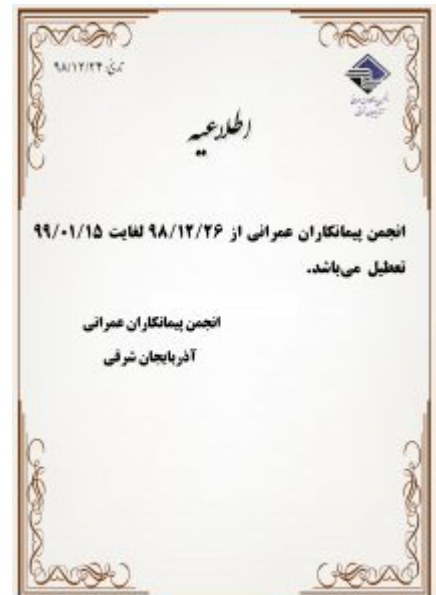 تاریخ: ۹۸/۱۲/۲۴
اطلاعیه
انجمن پیمانکاران عمرانی از ۹۸/۱۲/۲۶ لغایت ۹۹/۰۱/۱۵
تعطیل می‌باشد.
انجمن پیمانکاران عمرانی
آذربایجان شرقی